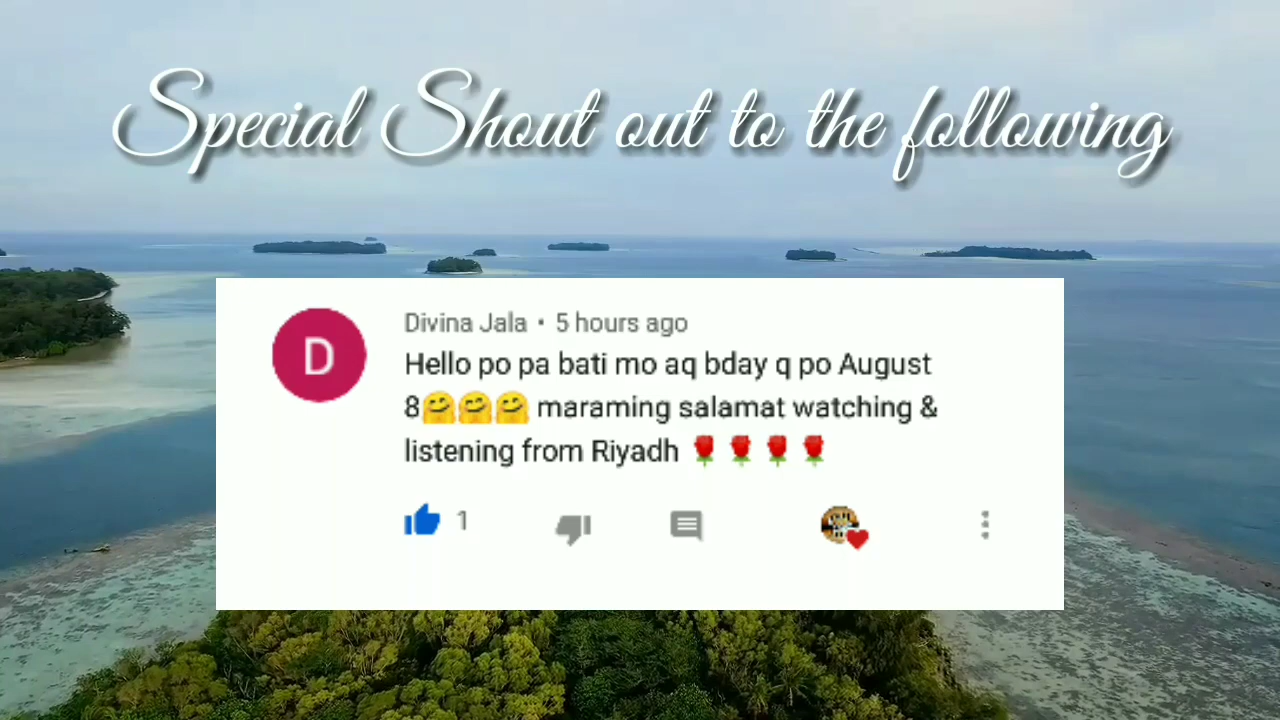 Special Shout out to the following
Divina Jala • 5 hours ago
Hello po pa bati mo aq bday q po August
8🤗🤗🤗 maraming salamat watching &
listening from Riyadh 🌹🌹🌹🌹
1